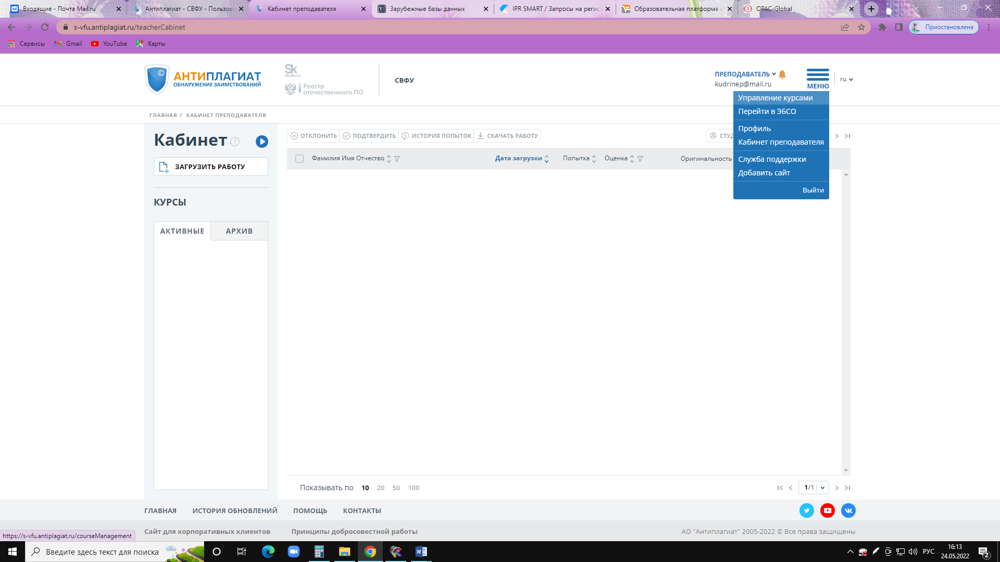 Входящие - Почта Mail.ru
Антиплагиат - СВФУ - Пользов
Кабинет преподавателя
Зарубежные базы данных
IPR SMART / Запросы на регис
Образовательная платформа
OPAC-Global
s-vfu.antiplagiat.ru/teacherCabinet
Приостановлена
Сервисы
Gmail
YouTube
Карты
АНТИПЛАГИАТ
ОБНАРУЖЕНИЕ ЗАИМСТВОВАНИЙ
Sk
Skolkovo
Реестр
отечественного ПО
СВФУ
ПРЕПОДАВАТЕЛЬ
kudrinep@mail.ru
МЕНЮ
ru
Управление курсами
Перейти в ЭБСО
Профиль
Кабинет преподавателя
Служба поддержки
Добавить сайт
Выйти
ГЛАВНАЯ / КАБИНЕТ ПРЕПОДАВАТЕЛЯ
Кабинет ?
ЗАГРУЗИТЬ РАБОТУ
КУРСЫ
АКТИВНЫЕ
АРХИВ
ОТКЛОНИТЬ
ПОДТВЕРДИТЬ
ИСТОРИЯ ПОПЫТОК
СКАЧАТЬ РАБОТУ
СТУД
Фамилия Имя Отчество
Дата загрузки
Попытка
Оценка
Оригинальность
Показывать по 10 20 50 100
1/1
ГЛАВНАЯ
ИСТОРИЯ ОБНОВЛЕНИЙ
ПОМОЩЬ
КОНТАКТЫ
https://s-vfu.antiplagiat.ru/courseManagement
Сайт для корпоративных клиентов
Принципы добросовестной работы
АО "Антиплагиат" 2005-2022 © Все права защищены
Введите здесь текст для поиска
РУС
16:13
24.05.2022
2